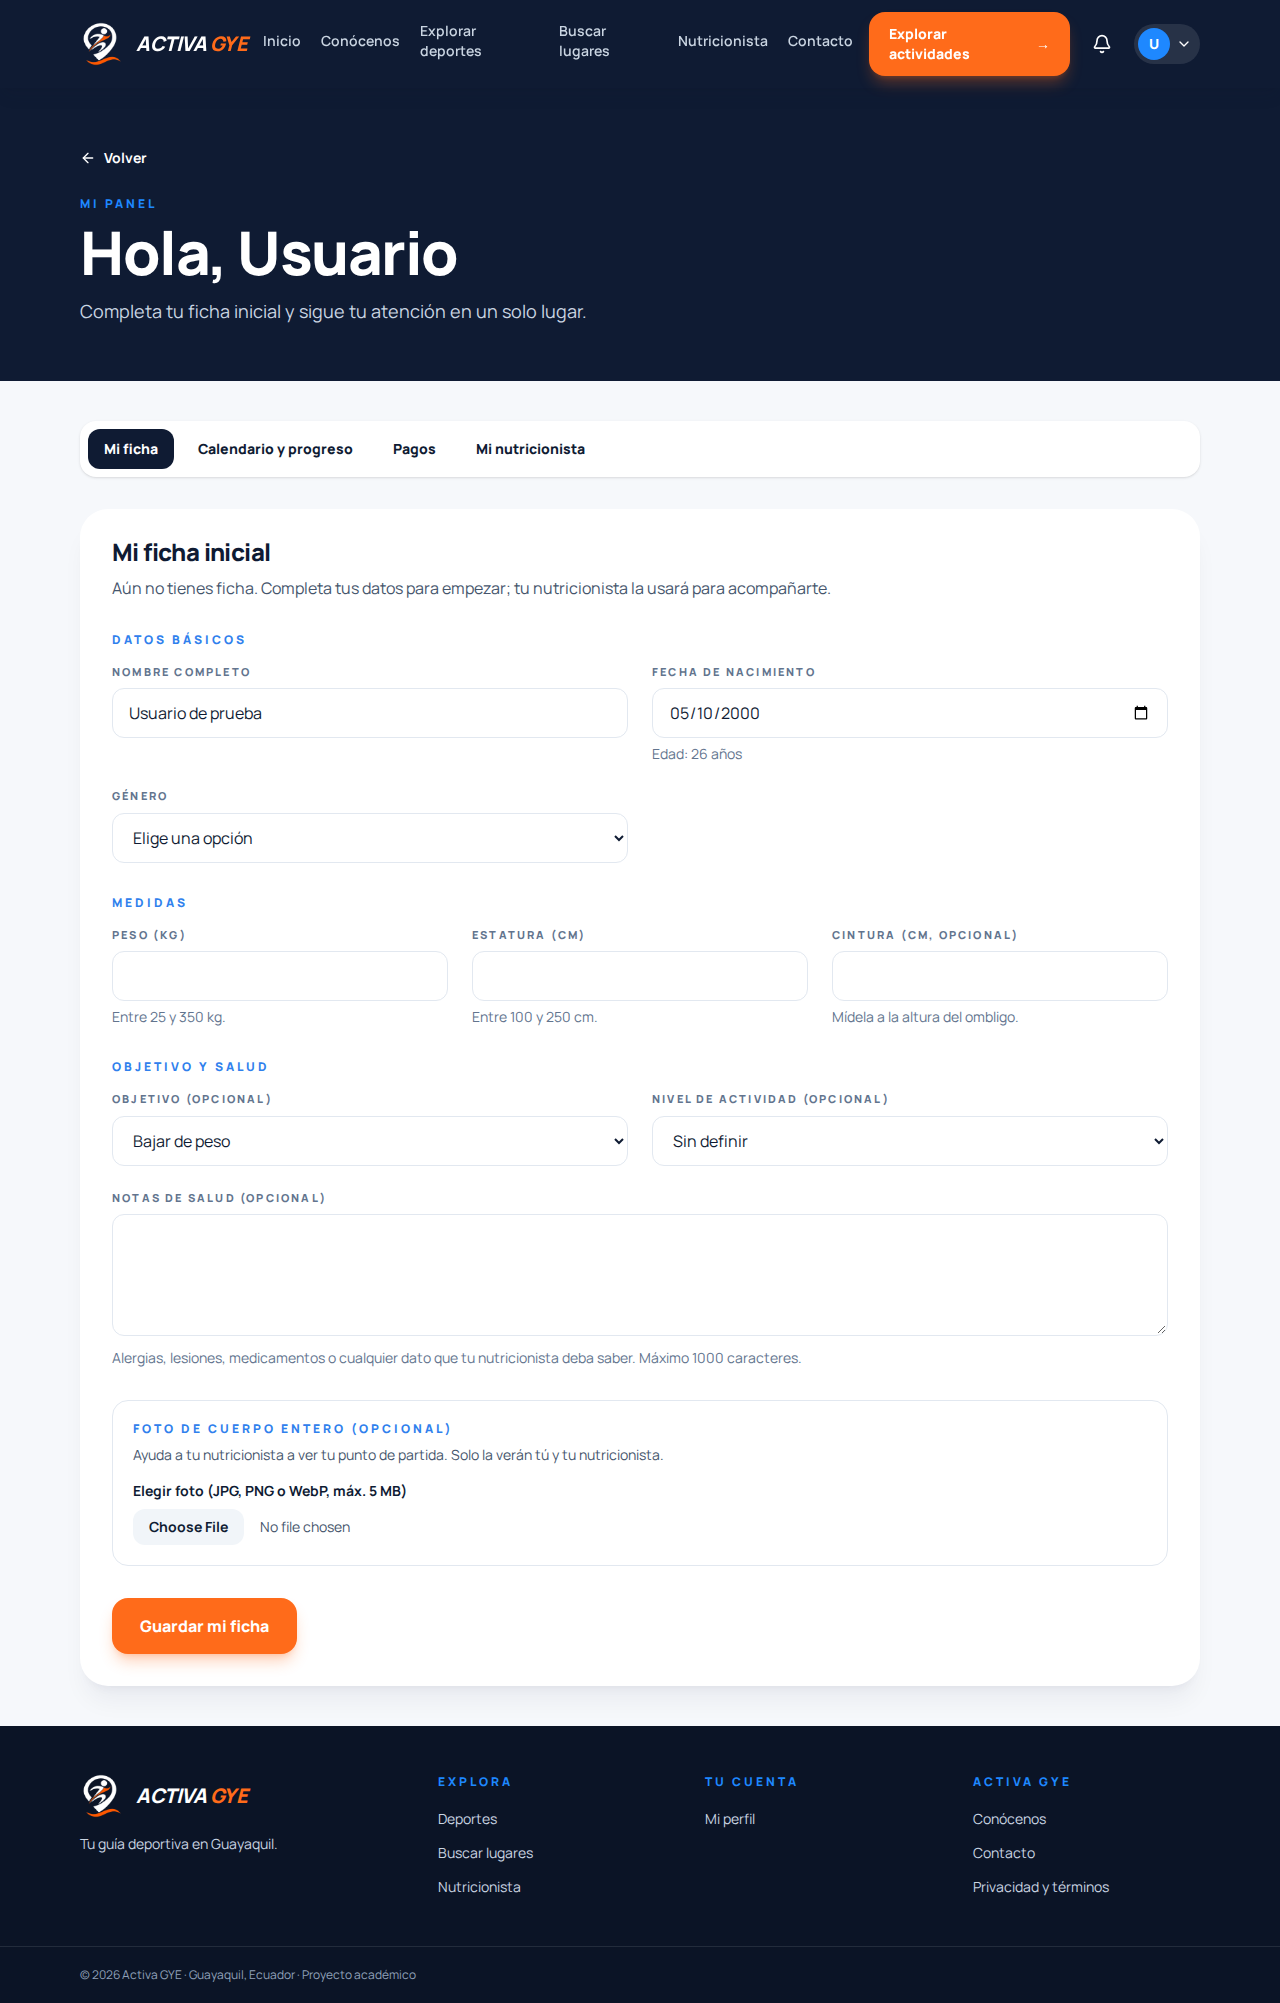 ACTIVA GYE
Inicio
Conócenos
Explorar
deportes
Buscar
lugares
Nutricionista
Contacto
Explorar
actividades
→
U
← Volver
MI PANEL
Hola, Usuario
Completa tu ficha inicial y sigue tu atención en un solo lugar.
Mi ficha
Calendario y progreso
Pagos
Mi nutricionista
Mi ficha inicial
Aún no tienes ficha. Completa tus datos para empezar; tu nutricionista la usará para acompañarte.
DATOS BÁSICOS
NOMBRE COMPLETO
Usuario de prueba
FECHA DE NACIMIENTO
05/10/2000
Edad: 26 años
GÉNERO
Elige una opción
MEDIDAS
PESO (KG)
Entre 25 y 350 kg.
ESTATURA (CM)
Entre 100 y 250 cm.
CINTURA (CM, OPCIONAL)
Mídela a la altura del ombligo.
OBJETIVO Y SALUD
OBJETIVO (OPCIONAL)
Bajar de peso
NIVEL DE ACTIVIDAD (OPCIONAL)
Sin definir
NOTAS DE SALUD (OPCIONAL)
Alergias, lesiones, medicamentos o cualquier dato que tu nutricionista deba saber. Máximo 1000 caracteres.
FOTO DE CUERPO ENTERO (OPCIONAL)
Ayuda a tu nutricionista a ver tu punto de partida. Solo la verán tú y tu nutricionista.
Elegir foto (JPG, PNG o WebP, máx. 5 MB)
Choose File No file chosen
Guardar mi ficha
ACTIVA GYE
Tu guía deportiva en Guayaquil.
EXPLORA
Deportes
Buscar lugares
Nutricionista
TU CUENTA
Mi perfil
ACTIVA GYE
Conócenos
Contacto
Privacidad y términos
© 2026 Activa GYE · Guayaquil, Ecuador · Proyecto académico